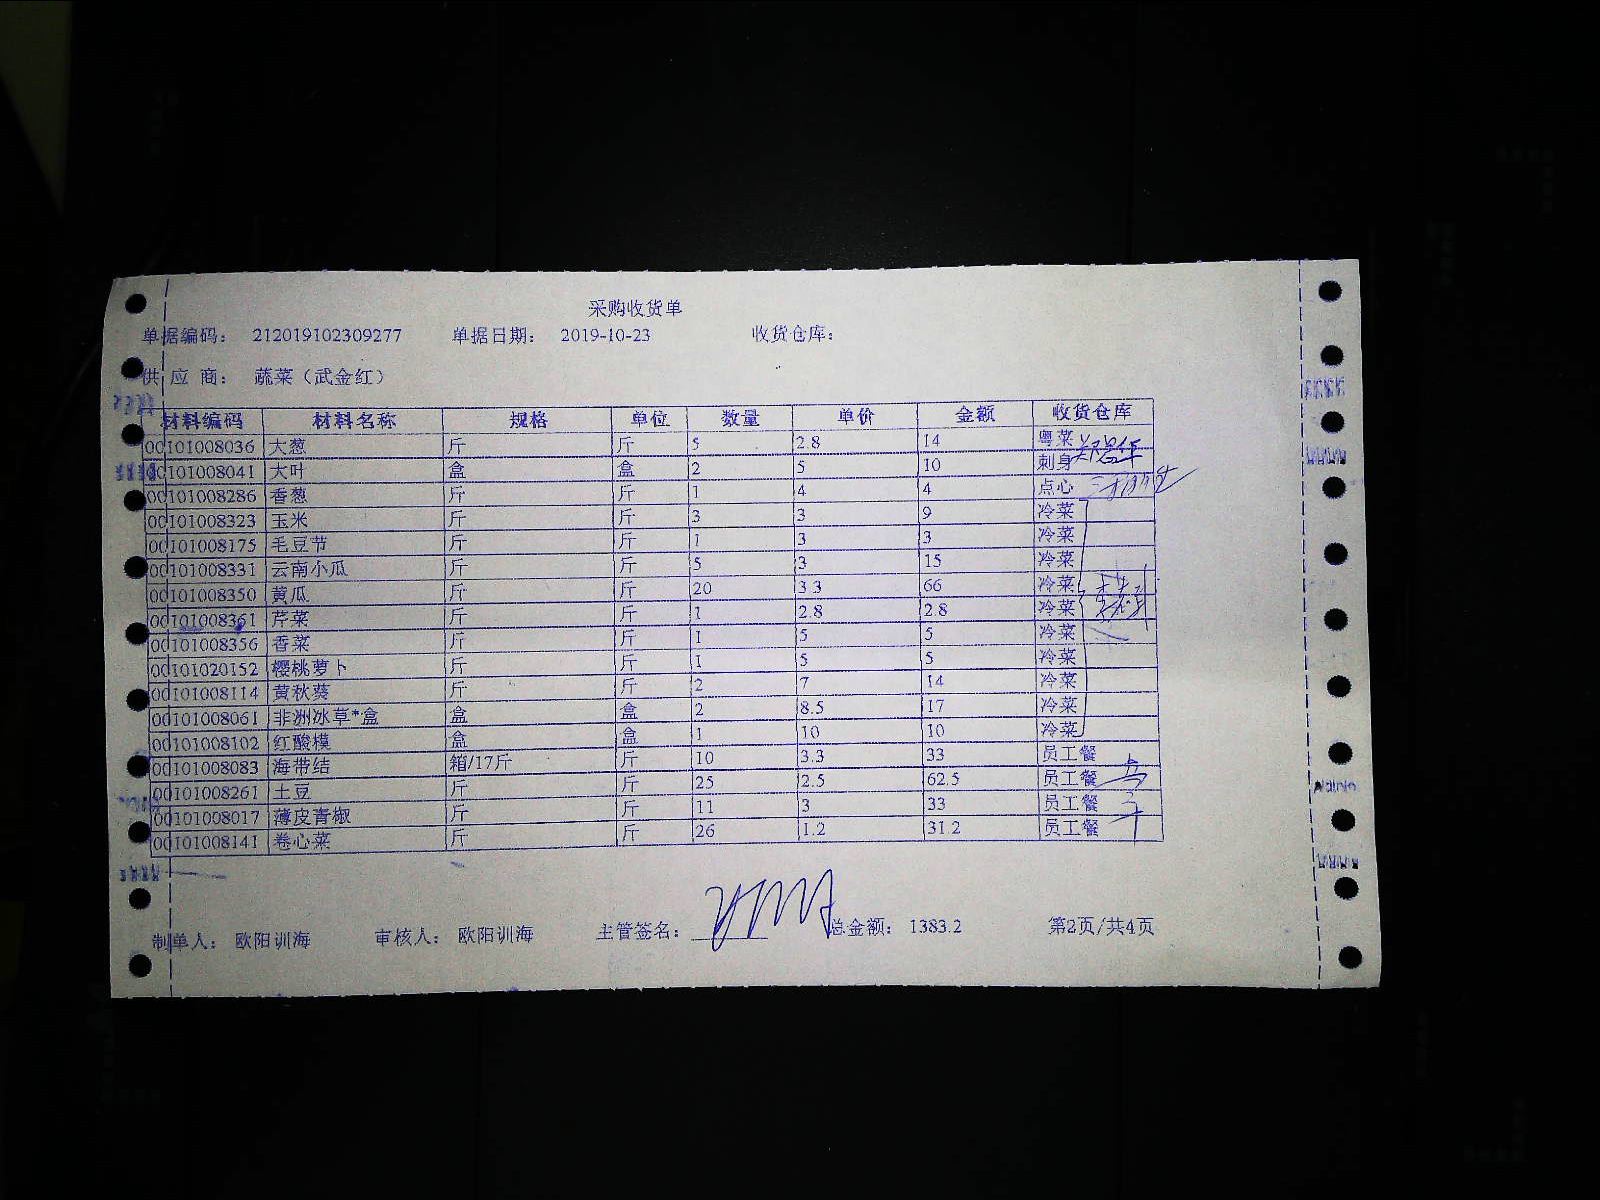 采购收货单
单据编码： 212019102309277 单据日期： 2019-10-23 收货仓库：
供 应 商： 蔬菜（武金红）
材料编码 材料名称 规格 单位 数量 单价 金额 收货仓库
00101008036 大葱 斤 斤 5 2.8 14 粤菜
00101008041 大叶 盒 盒 2 5 10 刺身
00101008286 香葱 斤 斤 1 4 4 点心
00101008323 玉米 斤 斤 3 3 9 冷菜
00101008175 毛豆节 斤 斤 1 3 3 冷菜
00101008331 云南小瓜 斤 斤 5 3 15 冷菜
00101008350 黄瓜 斤 斤 20 3.3 66 冷菜
00101008361 芹菜 斤 斤 1 2.8 2.8 冷菜
00101008356 香菜 斤 斤 1 5 5 冷菜
00101020152 樱桃萝卜 斤 斤 1 5 5 冷菜
00101008114 黄秋葵 斤 斤 2 7 14 冷菜
00101008061 非洲冰草*盒 盒 盒 2 8.5 17 冷菜
00101008102 红酸模 盒 盒 1 10 10 冷菜
00101008083 海带结 箱/17斤 斤 10 3.3 33 员工餐
00101008261 土豆 斤 斤 25 2.5 62.5 员工餐
00101008017 薄皮青椒 斤 斤 11 3 33 员工餐
00101008141 卷心菜 斤 斤 26 1.2 31.2 员工餐
制单人： 欧阳训海 审核人： 欧阳训海 主管签名： 总金额： 1383.2 第2页/共4页